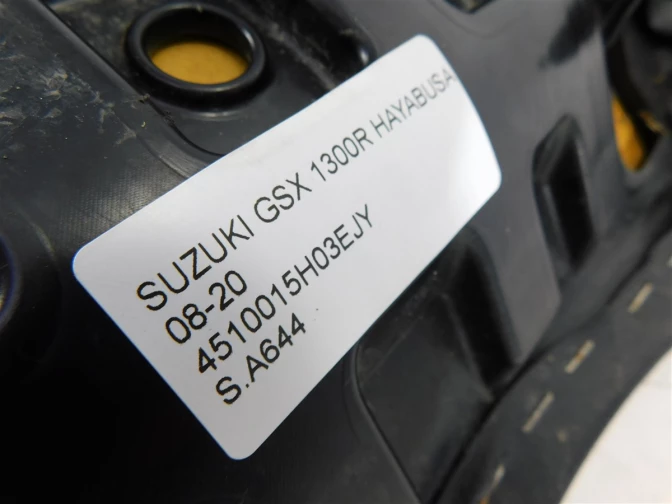 SUZUKI GSX 1300R HAYABUSA
08-20
4510015H03EJY
S.A644